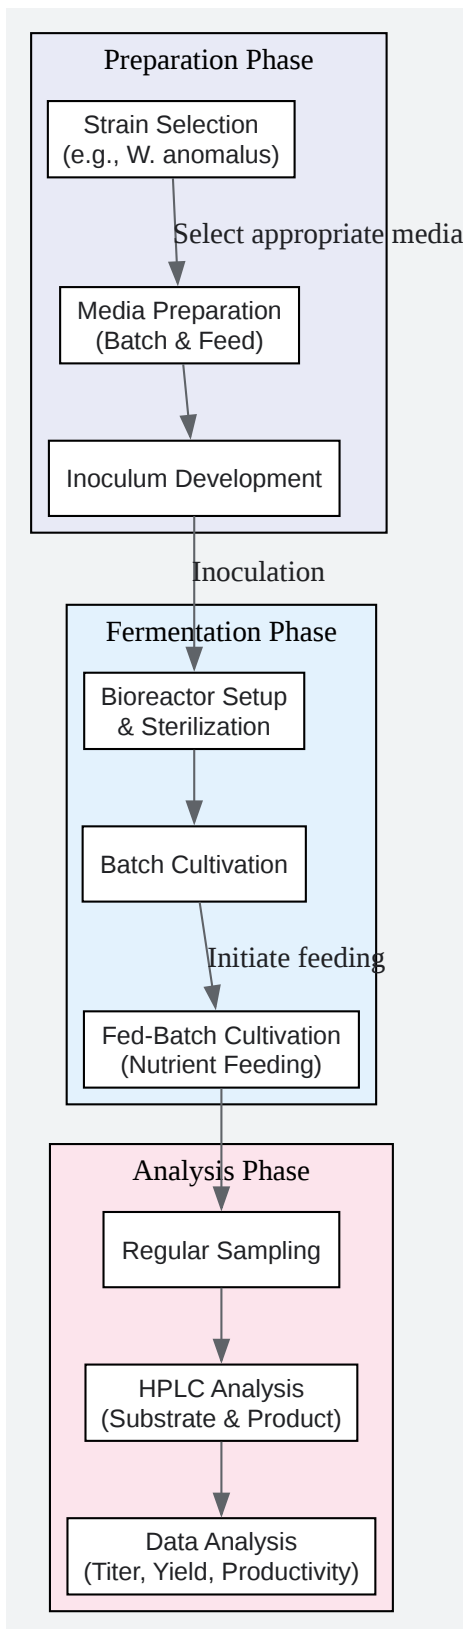 Preparation Phase
Strain Selection
(e.g., W. anomalus)
Select appropriate media
Media Preparation
(Batch & Feed)
Inoculum Development
Inoculation
Fermentation Phase
Bioreactor Setup
& Sterilization
Batch Cultivation
Initiate feeding
Fed-Batch Cultivation
(Nutrient Feeding)
Analysis Phase
Regular Sampling
HPLC Analysis
(Substrate & Product)
Data Analysis
(Titer, Yield, Productivity)